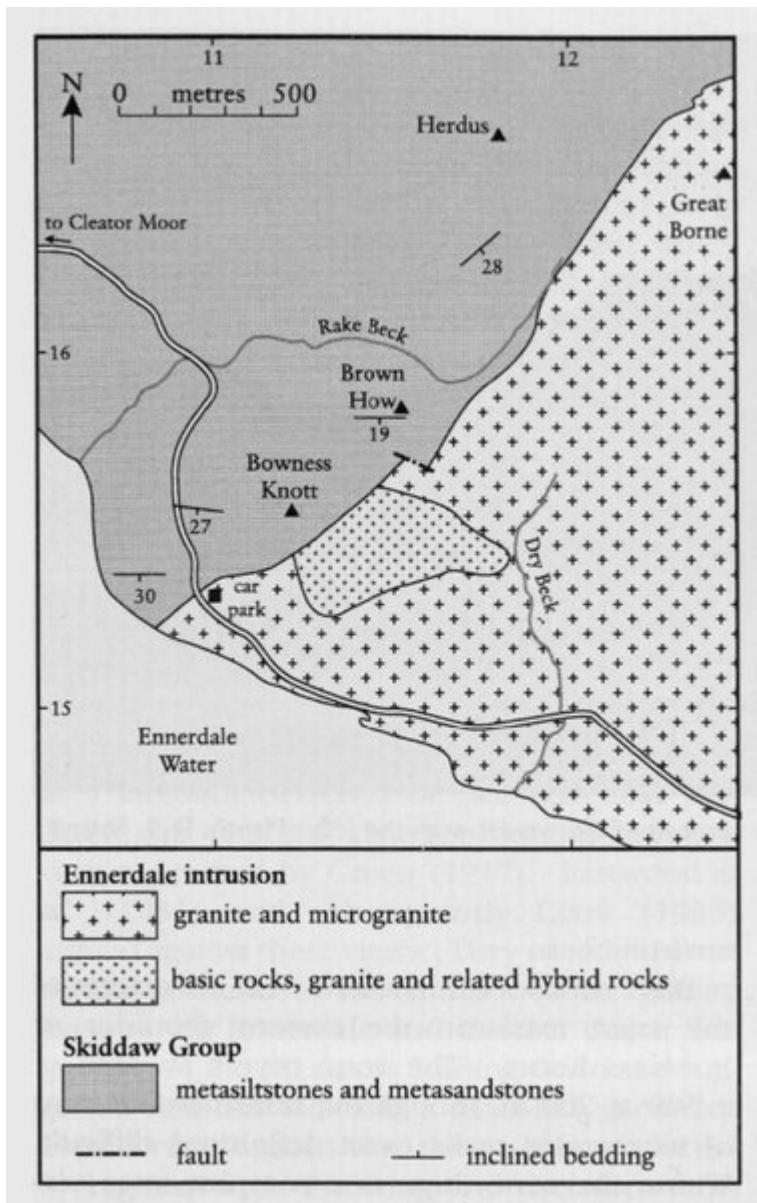 11
12
N
0 metres 500
Herdus
to Cleator Moor
Great
Borne
28
Rake Beck
16
Brown
How
19
Bowness
Knott
27
Dry Beck
30
car
park
15
Ennerdale
Water
Ennerdale intrusion
granite and microgranite
basic rocks, granite and related hybrid rocks
Skiddaw Group
metasiltstones and metasandstones
fault
inclined bedding